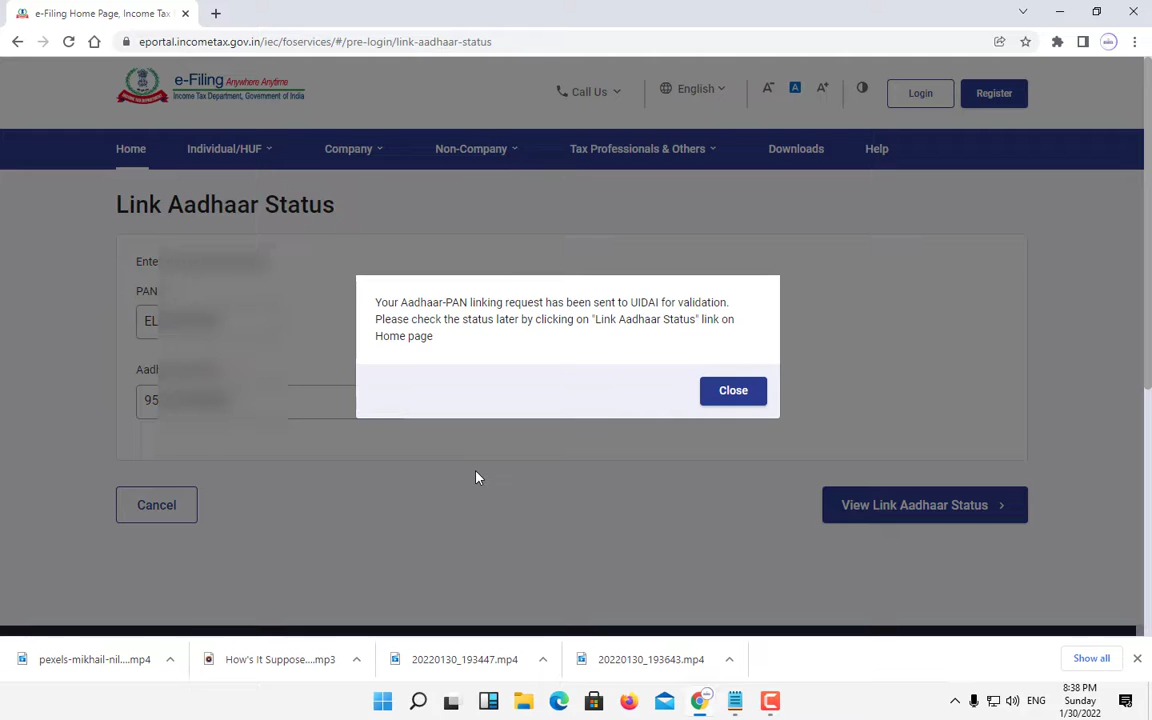 e-Filing Home Page, Income Tax
eportal.incometax.gov.in/iec/foservices/#/pre-login/link-aadhaar-status
e-Filing Anywhere Anytime
Income Tax Department, Government of India
Call Us
English
A- A A+
Login
Register
Home Individual/HUF Company Non-Company Tax Professionals & Others Downloads Help
Link Aadhaar Status
Ente
PAN
EL
Aad
95
Your Aadhaar-PAN linking request has been sent to UIDAI for validation.
Please check the status later by clicking on "Link Aadhaar Status" link on
Home page
Close
Cancel
View Link Aadhaar Status
pexels-mikhail-nil....mp4
How's It Suppose....mp3
20220130_193447.mp4
20220130_193643.mp4
Show all
ENG
8:38 PM
Sunday
1/30/2022